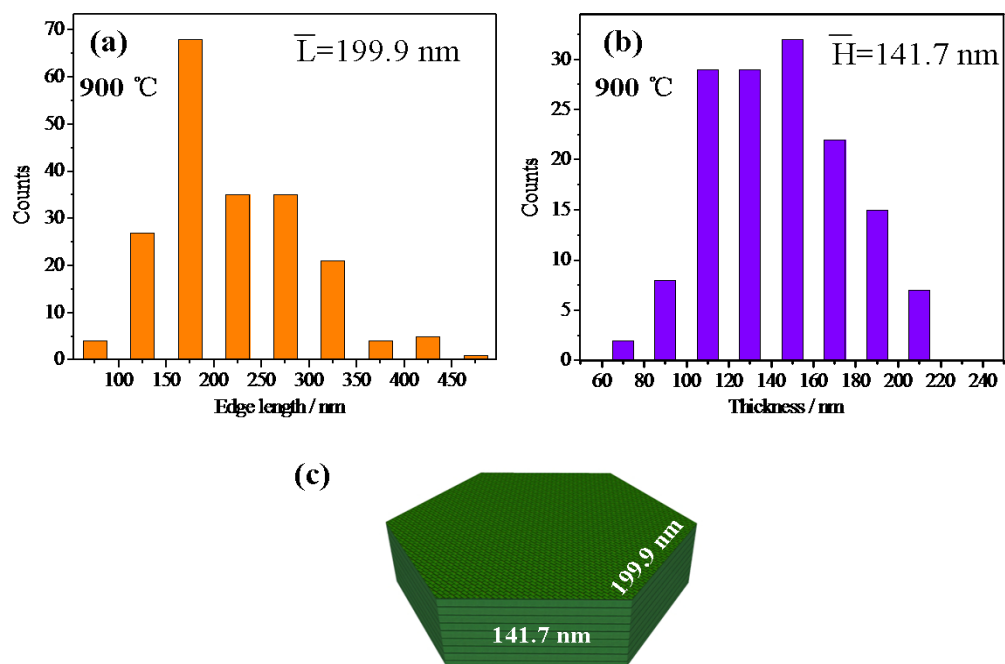 (a)
L̅=199.9 nm
900 ℃
Counts
70
60
50
40
30
20
10
0
100 150 200 250 300 350 400 450
Edge length / nm
(b)
H̅=141.7 nm
900 ℃
Counts
30
25
20
15
10
5
0
60 80 100 120 140 160 180 200 220 240
Thickness / nm
(c)
199.9 nm
141.7 nm